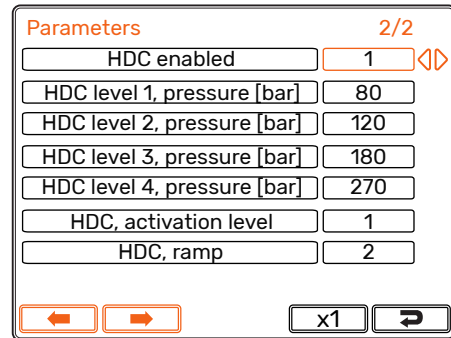 Parameters 2/2
HDC enabled 1
HDC level 1, pressure [bar] 80
HDC level 2, pressure [bar] 120
HDC level 3, pressure [bar] 180
HDC level 4, pressure [bar] 270
HDC, activation level 1
HDC, ramp 2
x1